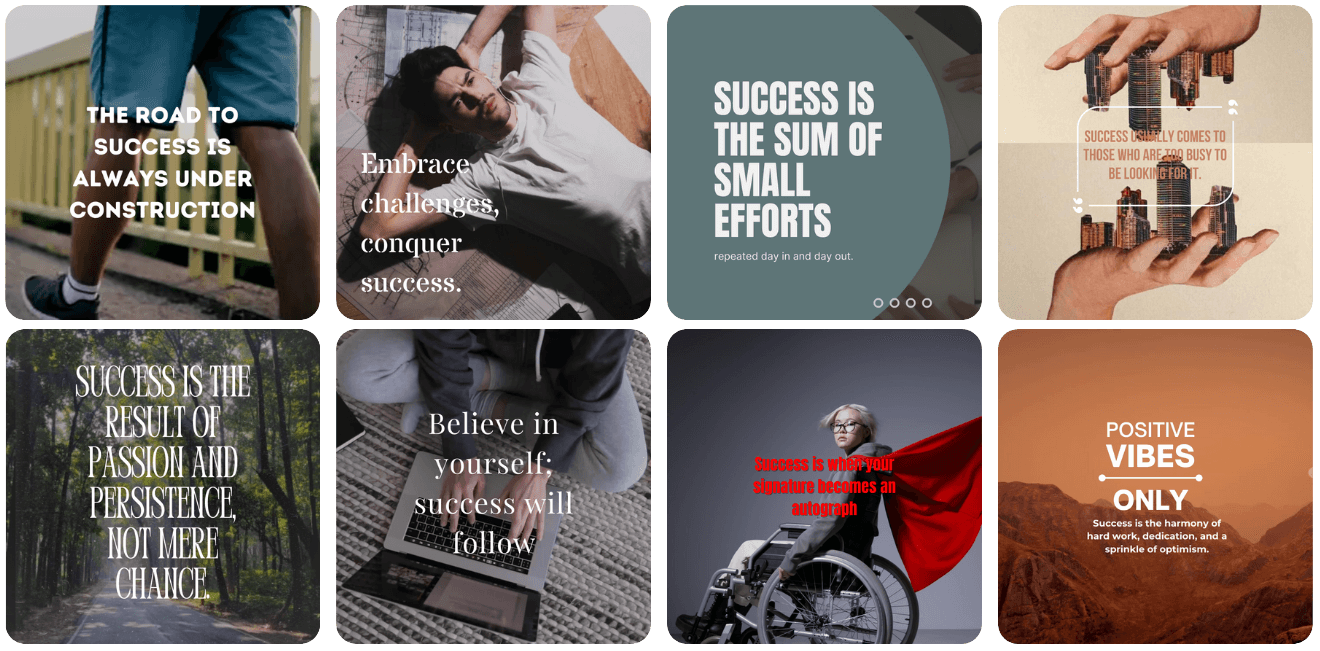 THE ROAD TO
SUCCESS IS
ALWAYS UNDER
CONSTRUCTION
Embrace
challenges,
conquer
success.
SUCCESS IS
THE SUM OF
SMALL
EFFORTS
repeated day in and day out.
SUCCESS USUALLY COMES TO
THOSE WHO ARE TOO BUSY TO
BE LOOKING FOR IT.
SUCCESS IS THE
RESULT OF
PASSION AND
PERSISTENCE,
NOT MERE
CHANCE.
Believe in
yourself;
success will
follow
Success is when your
signature becomes an
autograph
POSITIVE
VIBES
ONLY
Success is the harmony of
hard work, dedication, and a
sprinkle of optimism.